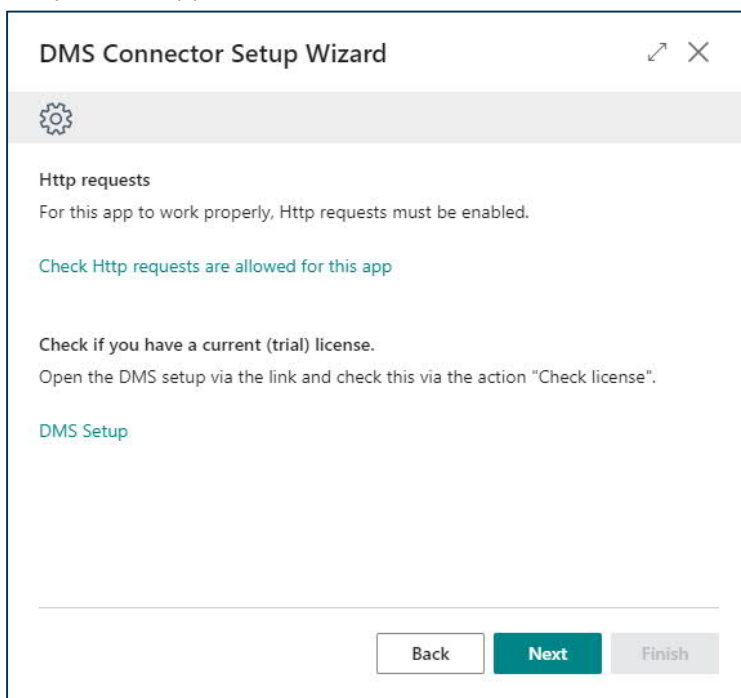 DMS Connector Setup Wizard
Http requests
For this app to work properly, Http requests must be enabled.
Check Http requests are allowed for this app
Check if you have a current (trial) license.
Open the DMS setup via the link and check this via the action "Check license".
DMS Setup
Back Next Finish